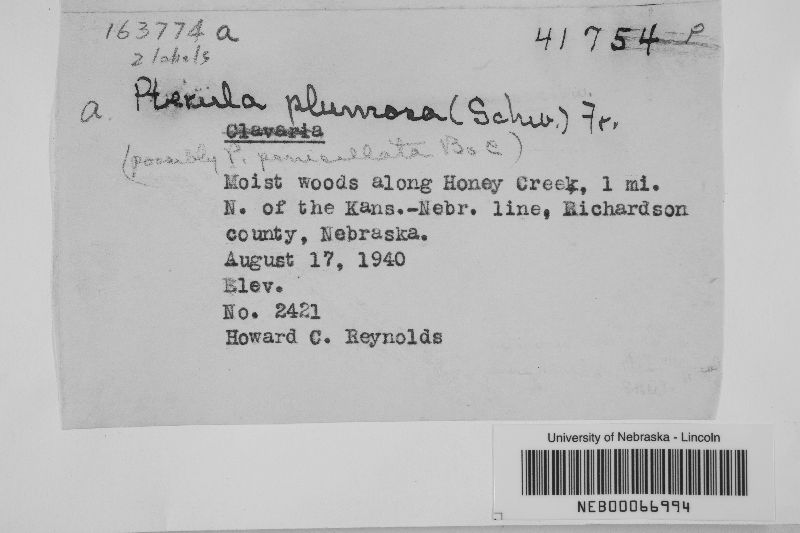 163774 a
2 labels
41754 P
a. Pterula plumosa (Schw.) Fr.
Clavaria
(possibly P. penicellata B & C)
Moist woods along Honey Creek, 1 mi.
N. of the Kans.-Nebr. line, Richardson
county, Nebraska.
August 17, 1940
Elev.
No. 2421
Howard C. Reynolds
University of Nebraska - Lincoln
NEB00066994